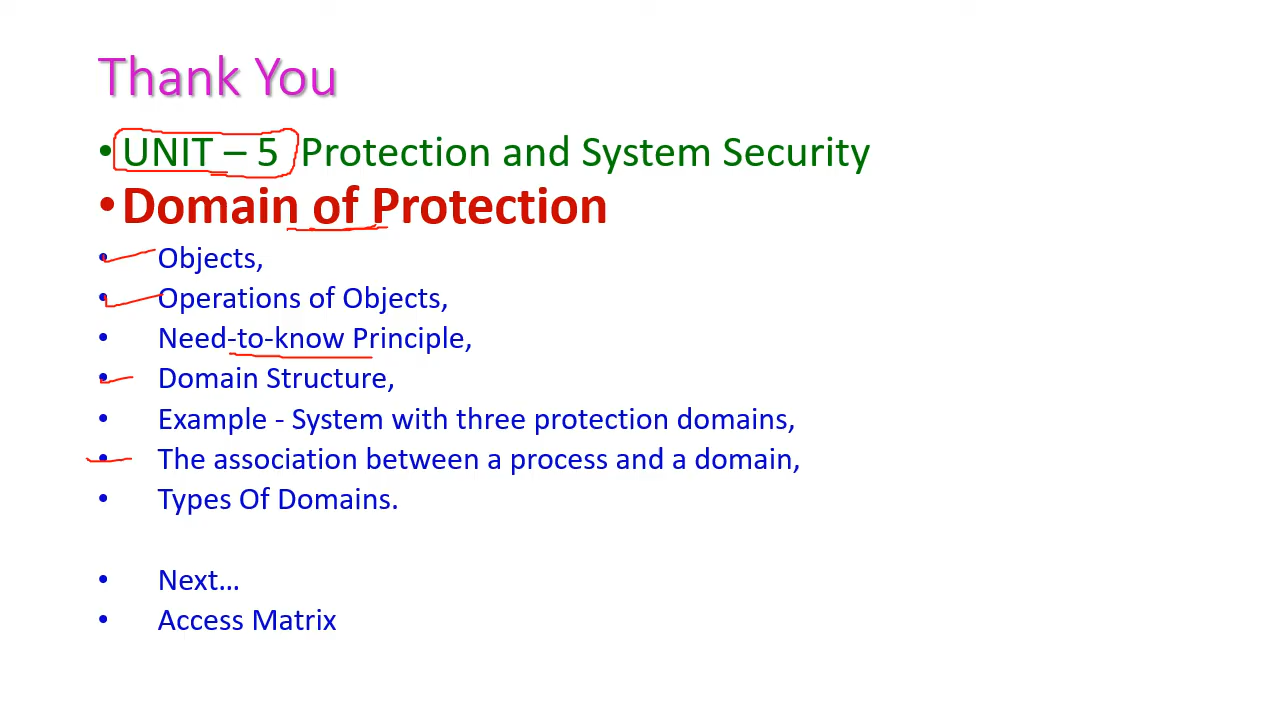 Thank You
• UNIT – 5 Protection and System Security
• Domain of Protection
• Objects,
• Operations of Objects,
• Need-to-know Principle,
• Domain Structure,
• Example - System with three protection domains,
• The association between a process and a domain,
• Types Of Domains.
• Next...
• Access Matrix